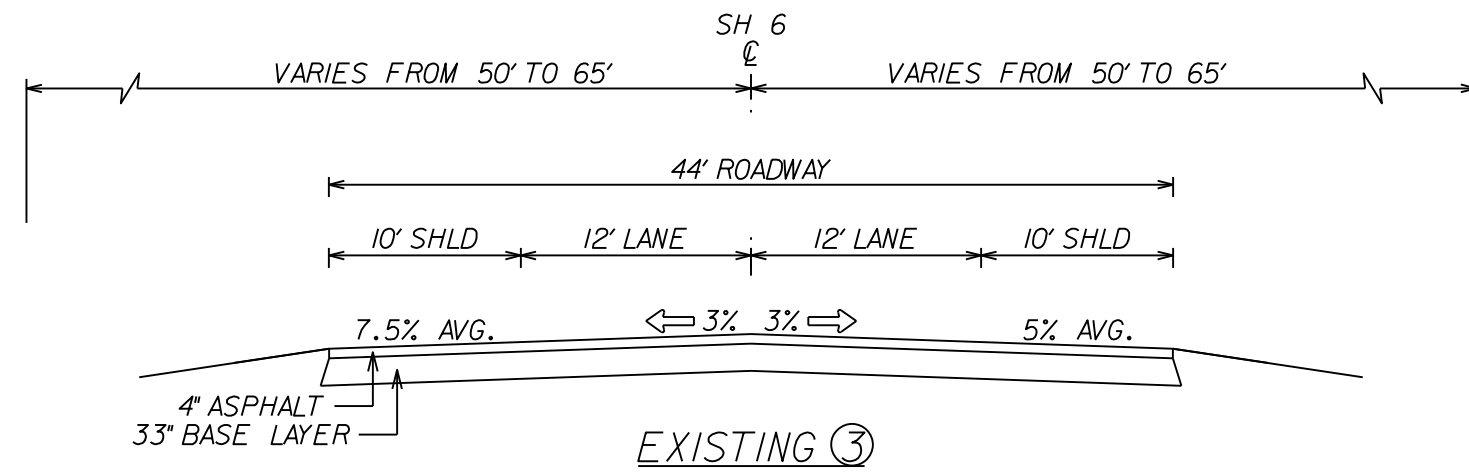 SH 6
℄
VARIES FROM 50' TO 65'
VARIES FROM 50' TO 65'
44' ROADWAY
10' SHLD
12' LANE
12' LANE
10' SHLD
7.5% AVG.
3%
3%
5% AVG.
4" ASPHALT
33" BASE LAYER
EXISTING 3